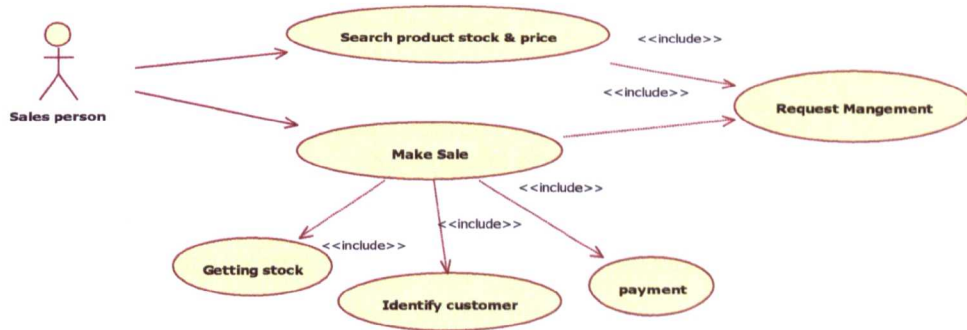 Search product stock & price
<<include>>
Sales person
<<include>>
Request Mangement
Make Sale
<<include>>
<<include>>
<<include>>
Getting stock
Identify customer
payment